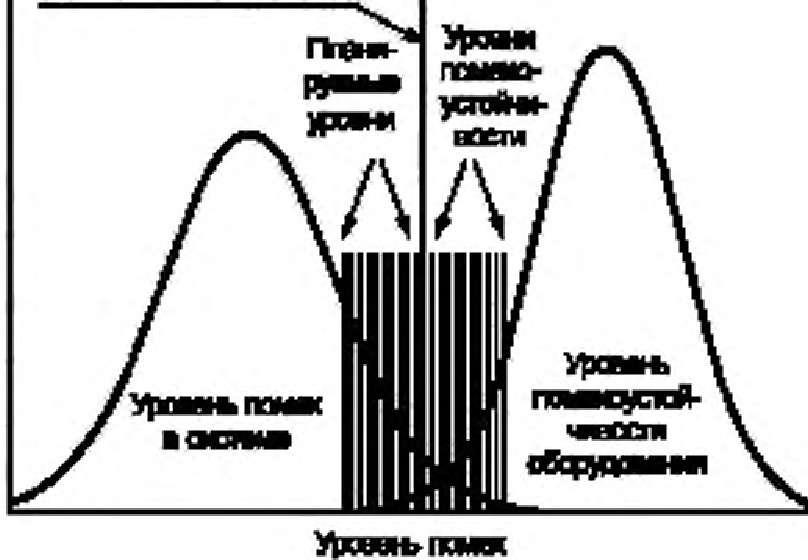 Плани-
руемые
уровни
Уровни
помехо-
устойчи-
вости
Уровень помех
в системе
Уровень
помехоустой-
чивости
оборудования
Уровень помех